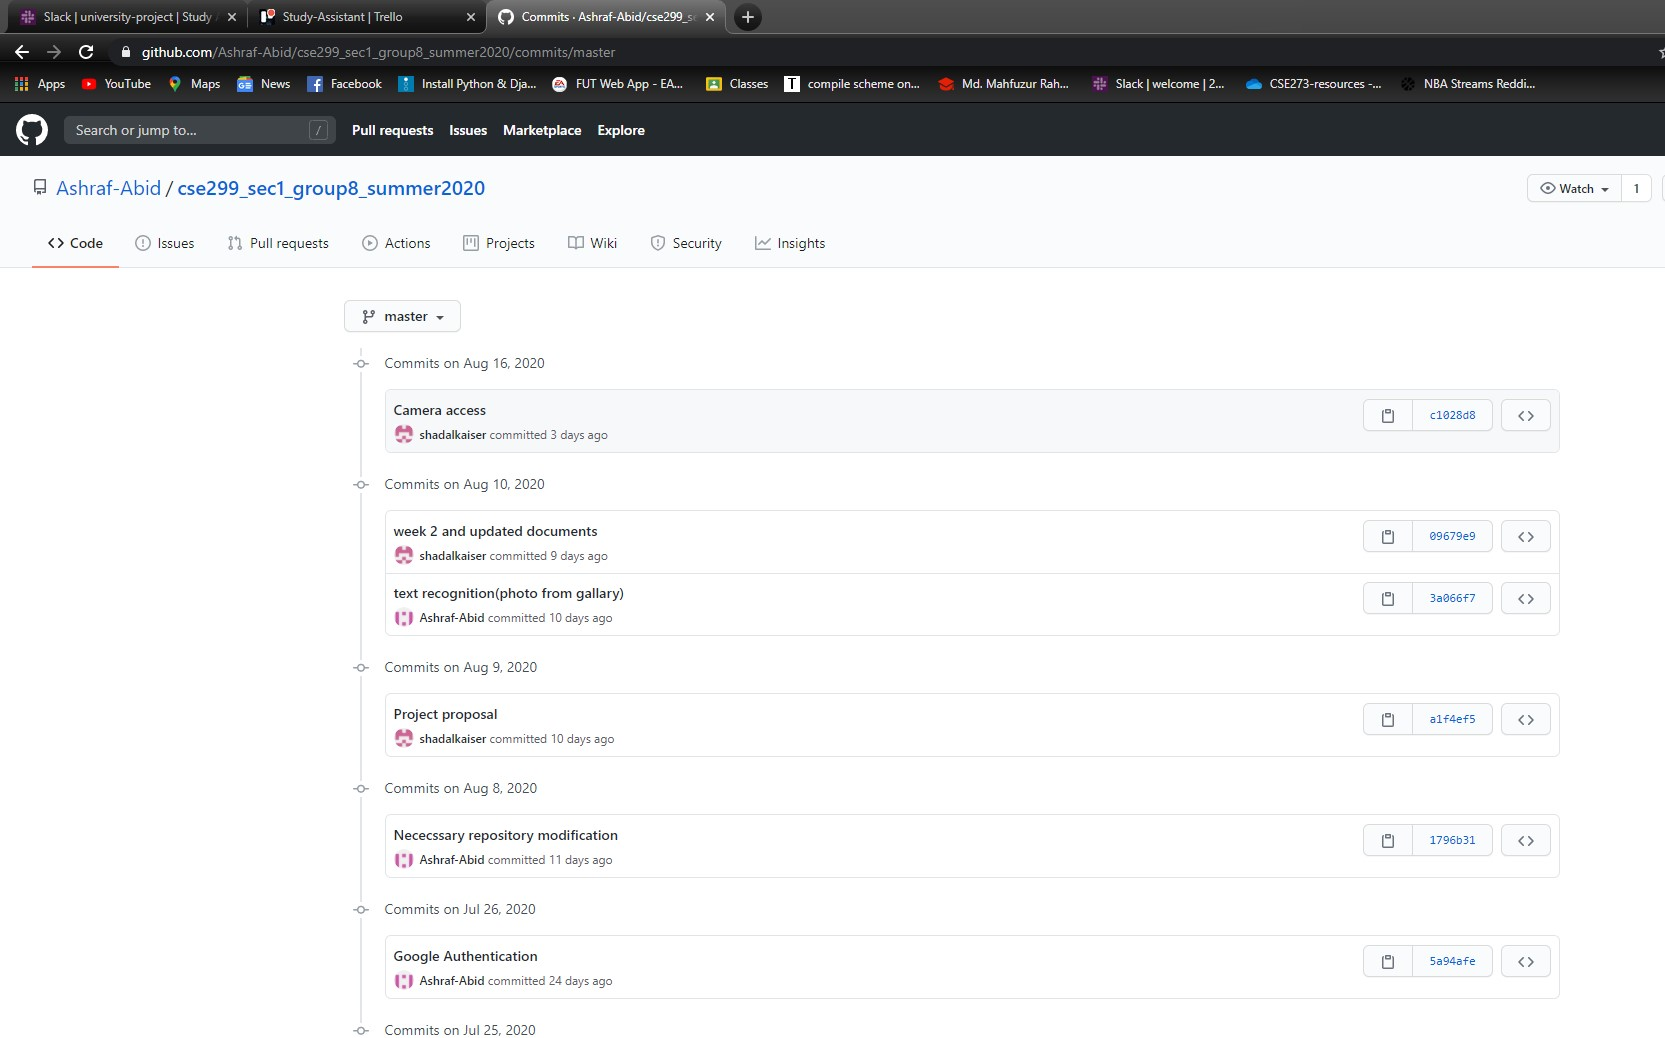 Slack | university-project | Study
Study-Assistant | Trello
Commits · Ashraf-Abid/cse299_s
github.com/Ashraf-Abid/cse299_sec1_group8_summer2020/commits/master
Apps YouTube Maps News Facebook Install Python & Dja... FUT Web App - EA... Classes compile scheme on... Md. Mahfuzur Rah... Slack | welcome | 2... CSE273-resources -... NBA Streams Reddi...
Search or jump to... / Pull requests Issues Marketplace Explore
Ashraf-Abid / cse299_sec1_group8_summer2020 Watch 1
Code Issues Pull requests Actions Projects Wiki Security Insights
master
Commits on Aug 16, 2020
Camera access c1028d8
shadalkaiser committed 3 days ago
Commits on Aug 10, 2020
week 2 and updated documents 09679e9
shadalkaiser committed 9 days ago
text recognition(photo from gallary) 3a066f7
Ashraf-Abid committed 10 days ago
Commits on Aug 9, 2020
Project proposal a1f4ef5
shadalkaiser committed 10 days ago
Commits on Aug 8, 2020
Nececssary repository modification 1796b31
Ashraf-Abid committed 11 days ago
Commits on Jul 26, 2020
Google Authentication 5a94afe
Ashraf-Abid committed 24 days ago
Commits on Jul 25, 2020